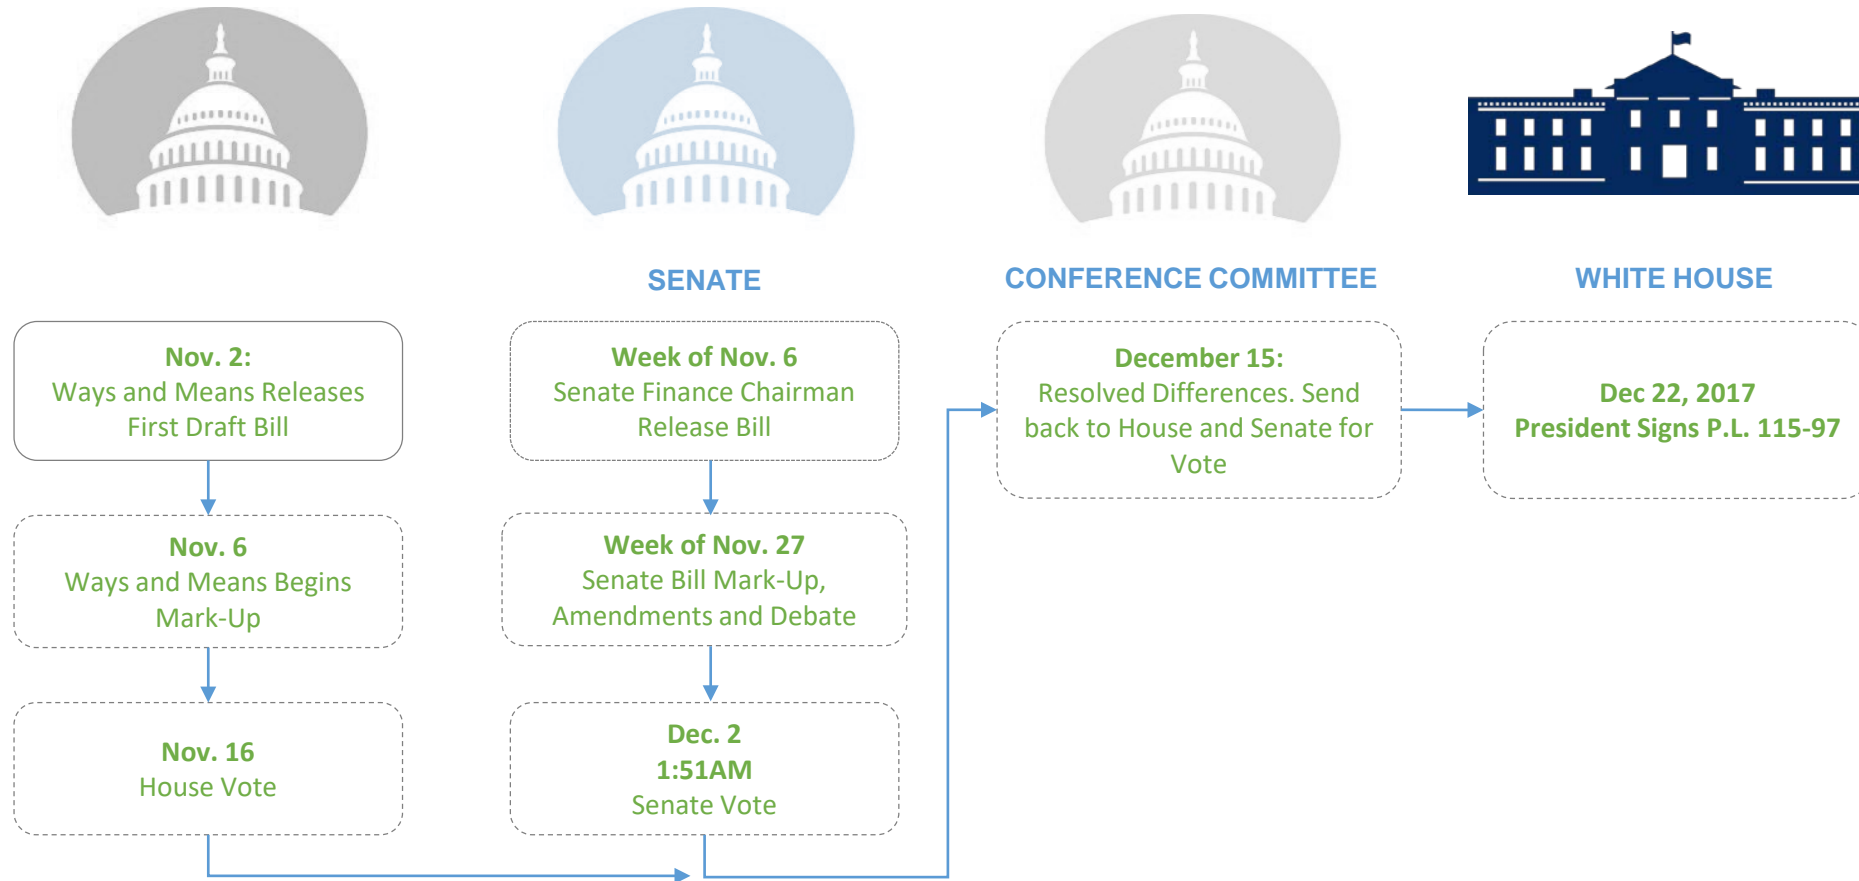 SENATE
CONFERENCE COMMITTEE
WHITE HOUSE
Nov. 2:
Ways and Means Releases
First Draft Bill
Nov. 6
Ways and Means Begins
Mark-Up
Nov. 16
House Vote
Week of Nov. 6
Senate Finance Chairman
Release Bill
Week of Nov. 27
Senate Bill Mark-Up,
Amendments and Debate
Dec. 2
1:51AM
Senate Vote
December 15:
Resolved Differences. Send
back to House and Senate for
Vote
Dec 22, 2017
President Signs P.L. 115-97